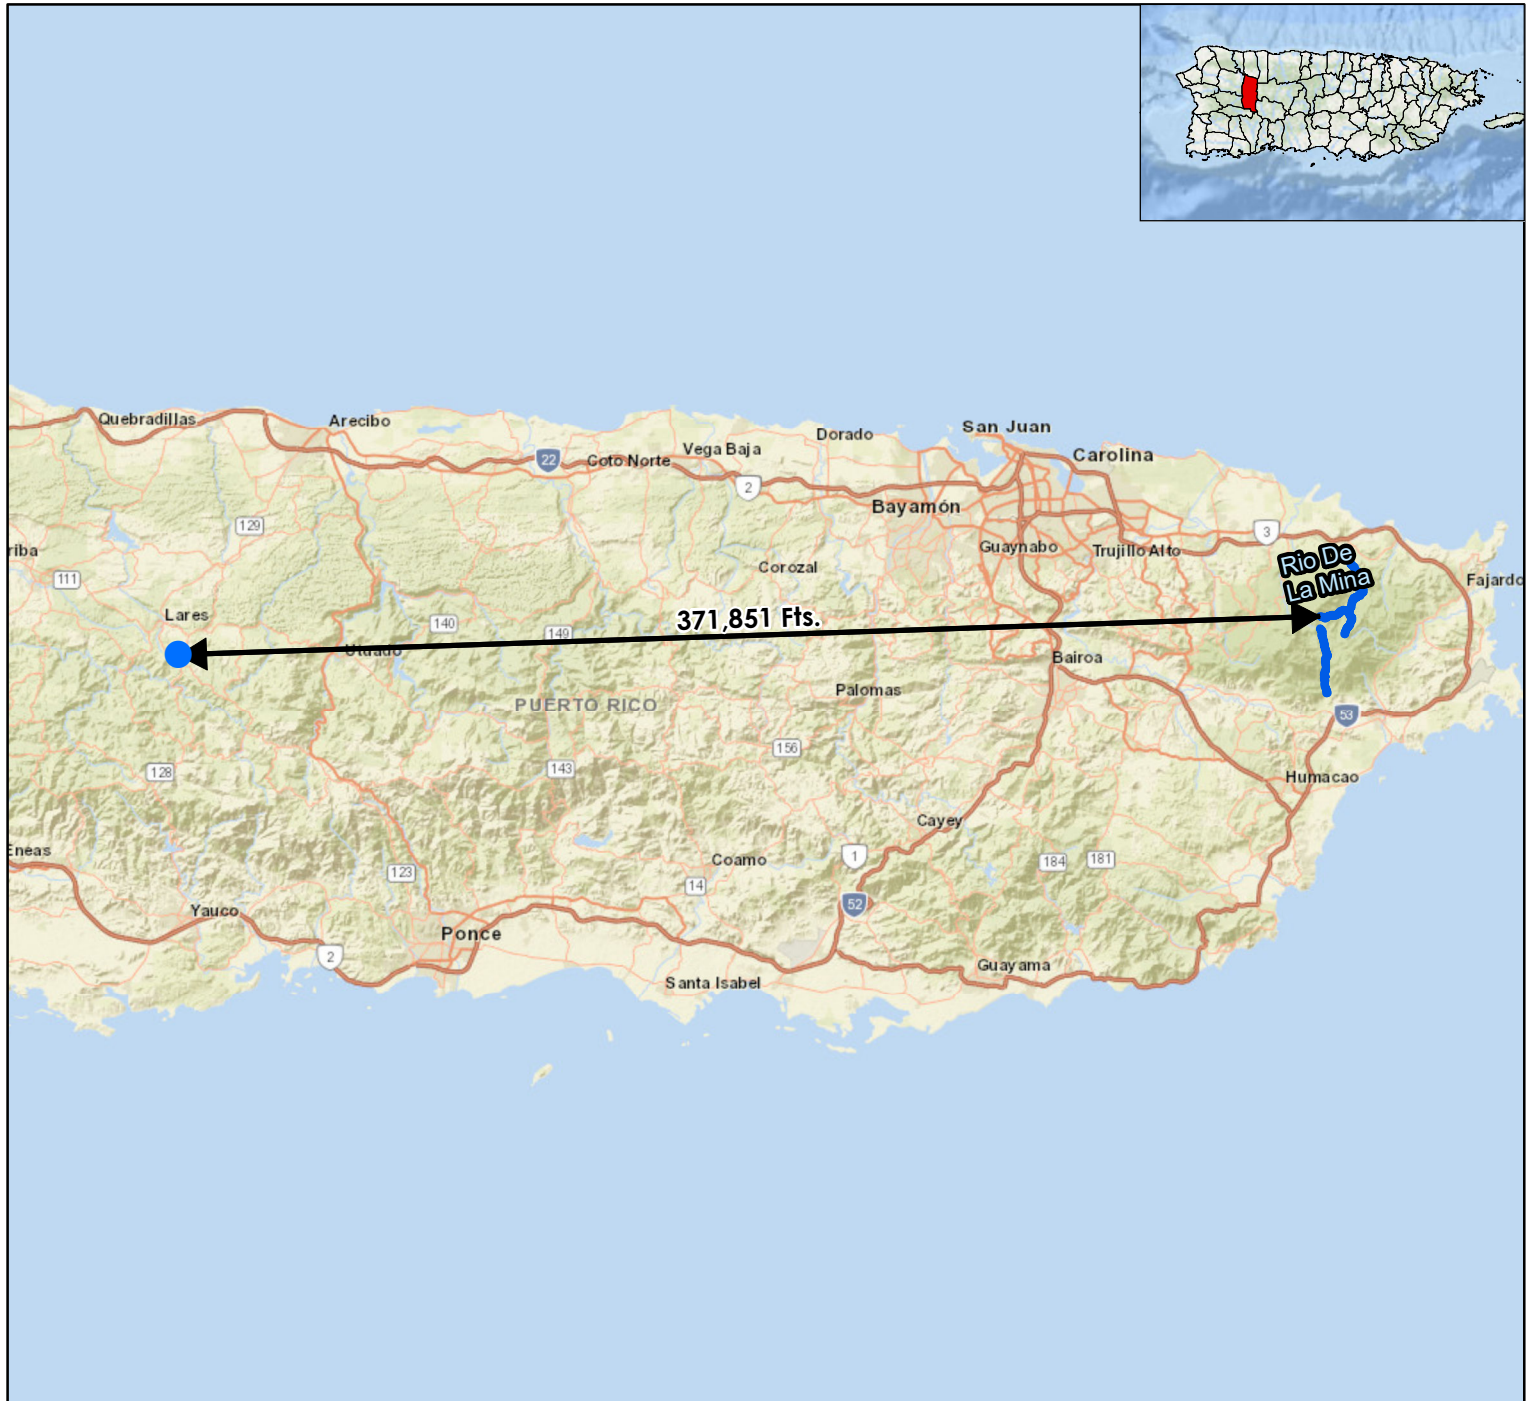 Quebradillas
Arecibo
San Juan
Dorado
Vega Baja
Carolina
22
Coto Norte
2
Bayamón
129
3
Guaynabo
Trujillo Alto
riba
Rio De
La Mina
111
Corozal
Fajardo
Lares
371,851 Fts.
140
149
Utuado
Bairoa
Palomas
PUERTO RICO
53
156
143
128
Humacao
Cayey
Eneas
Coamo
1
184
181
123
14
52
Yauco
Ponce
2
Guayama
Santa Isabel